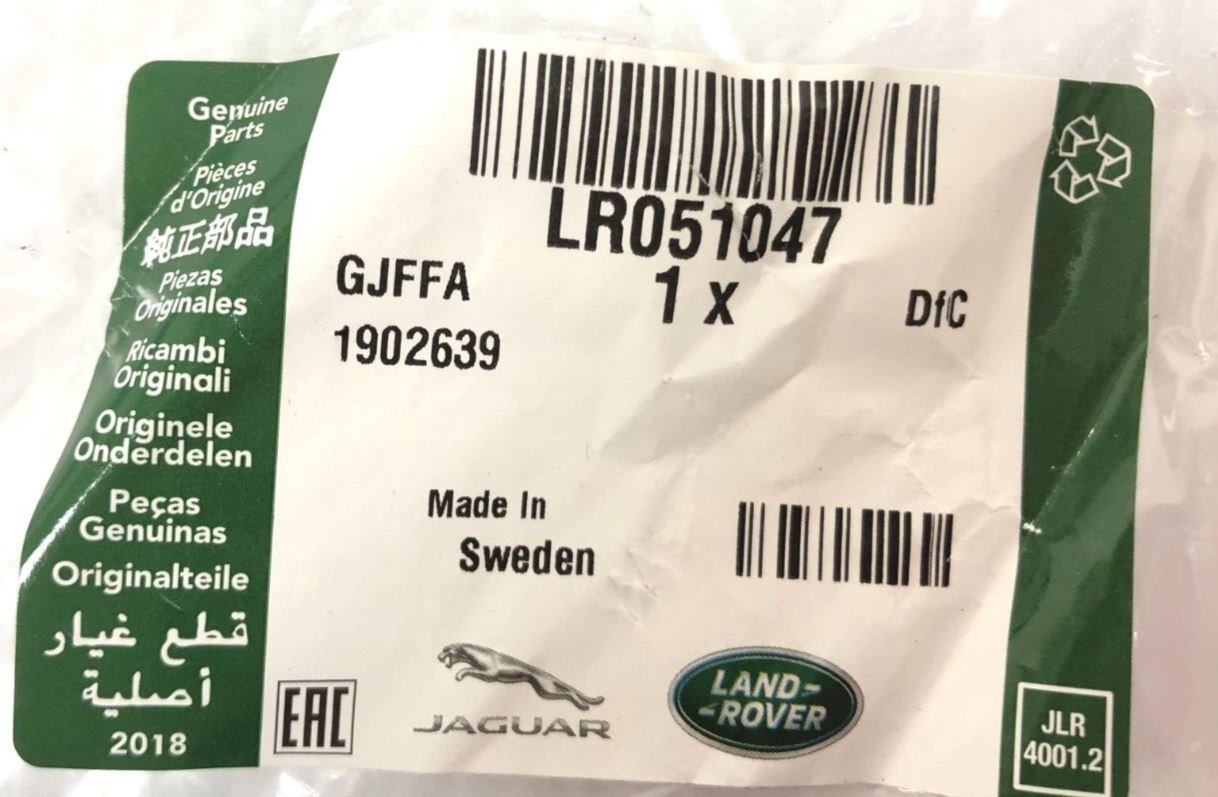 Genuine
Parts
Pièces
d'Origine
純正部品
Piezas
Originales
Ricambi
Originali
Originele
Onderdelen
Peças
Genuinas
Originalteile
قطع غيار
أصلية
2018
LR051047
GJFFA
1 x
DfC
1902639
Made In
Sweden
EAC
JAGUAR
LAND-
-ROVER
JLR
4001.2